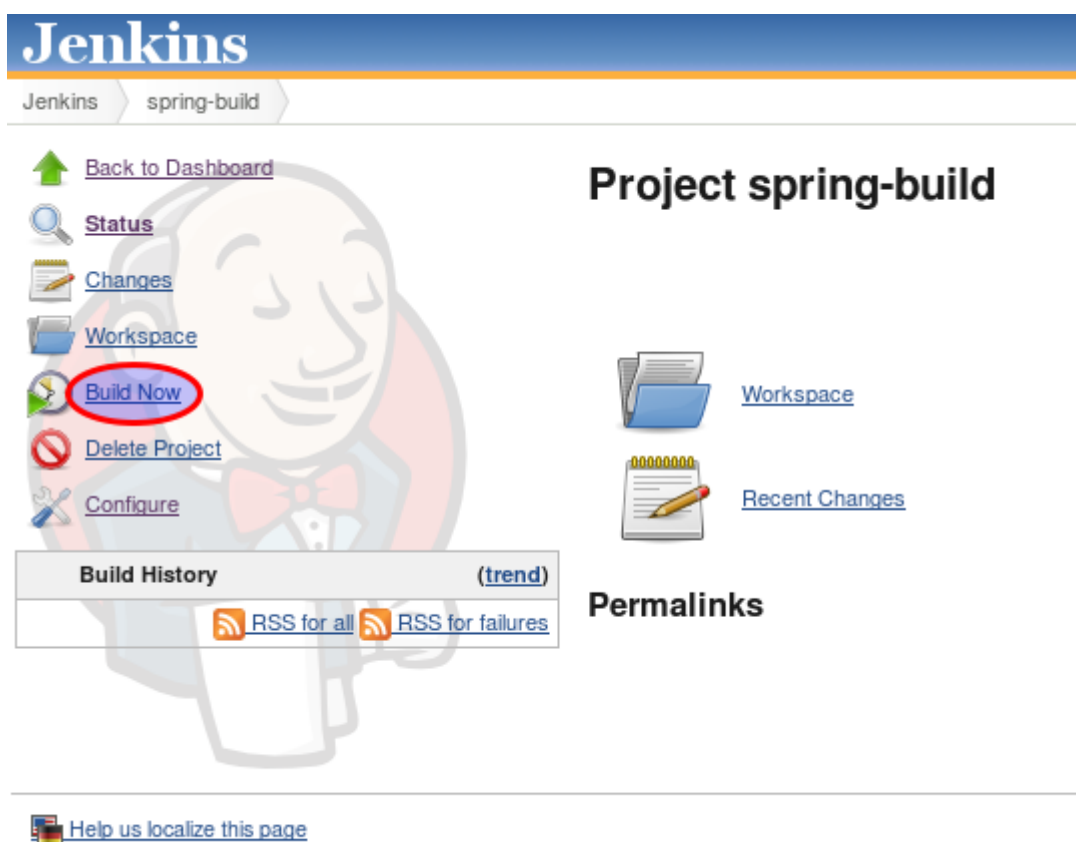 Jenkins
Jenkins spring-build
Back to Dashboard
Status
Changes
Workspace
Build Now
Delete Project
Configure
Build History (trend)
RSS for all RSS for failures
Project spring-build
Workspace
Recent Changes
Permalinks
Help us localize this page